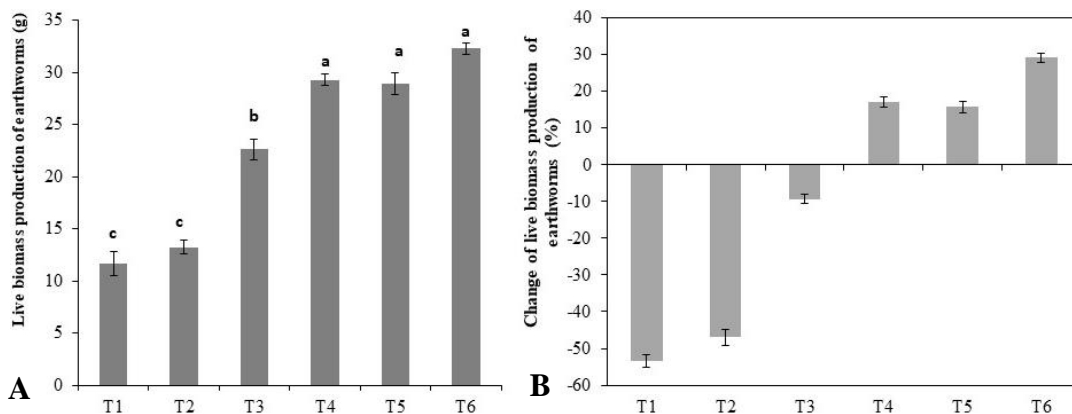 Live biomass production of earthworms (g)
35
30
25
20
15
10
5
0
c
c
b
a
a
a
T1 T2 T3 T4 T5 T6
A
Change of live biomass production of
earthworms (%)
40
30
20
10
0
-10
-20
-30
-40
-50
-60
T1 T2 T3 T4 T5 T6
B